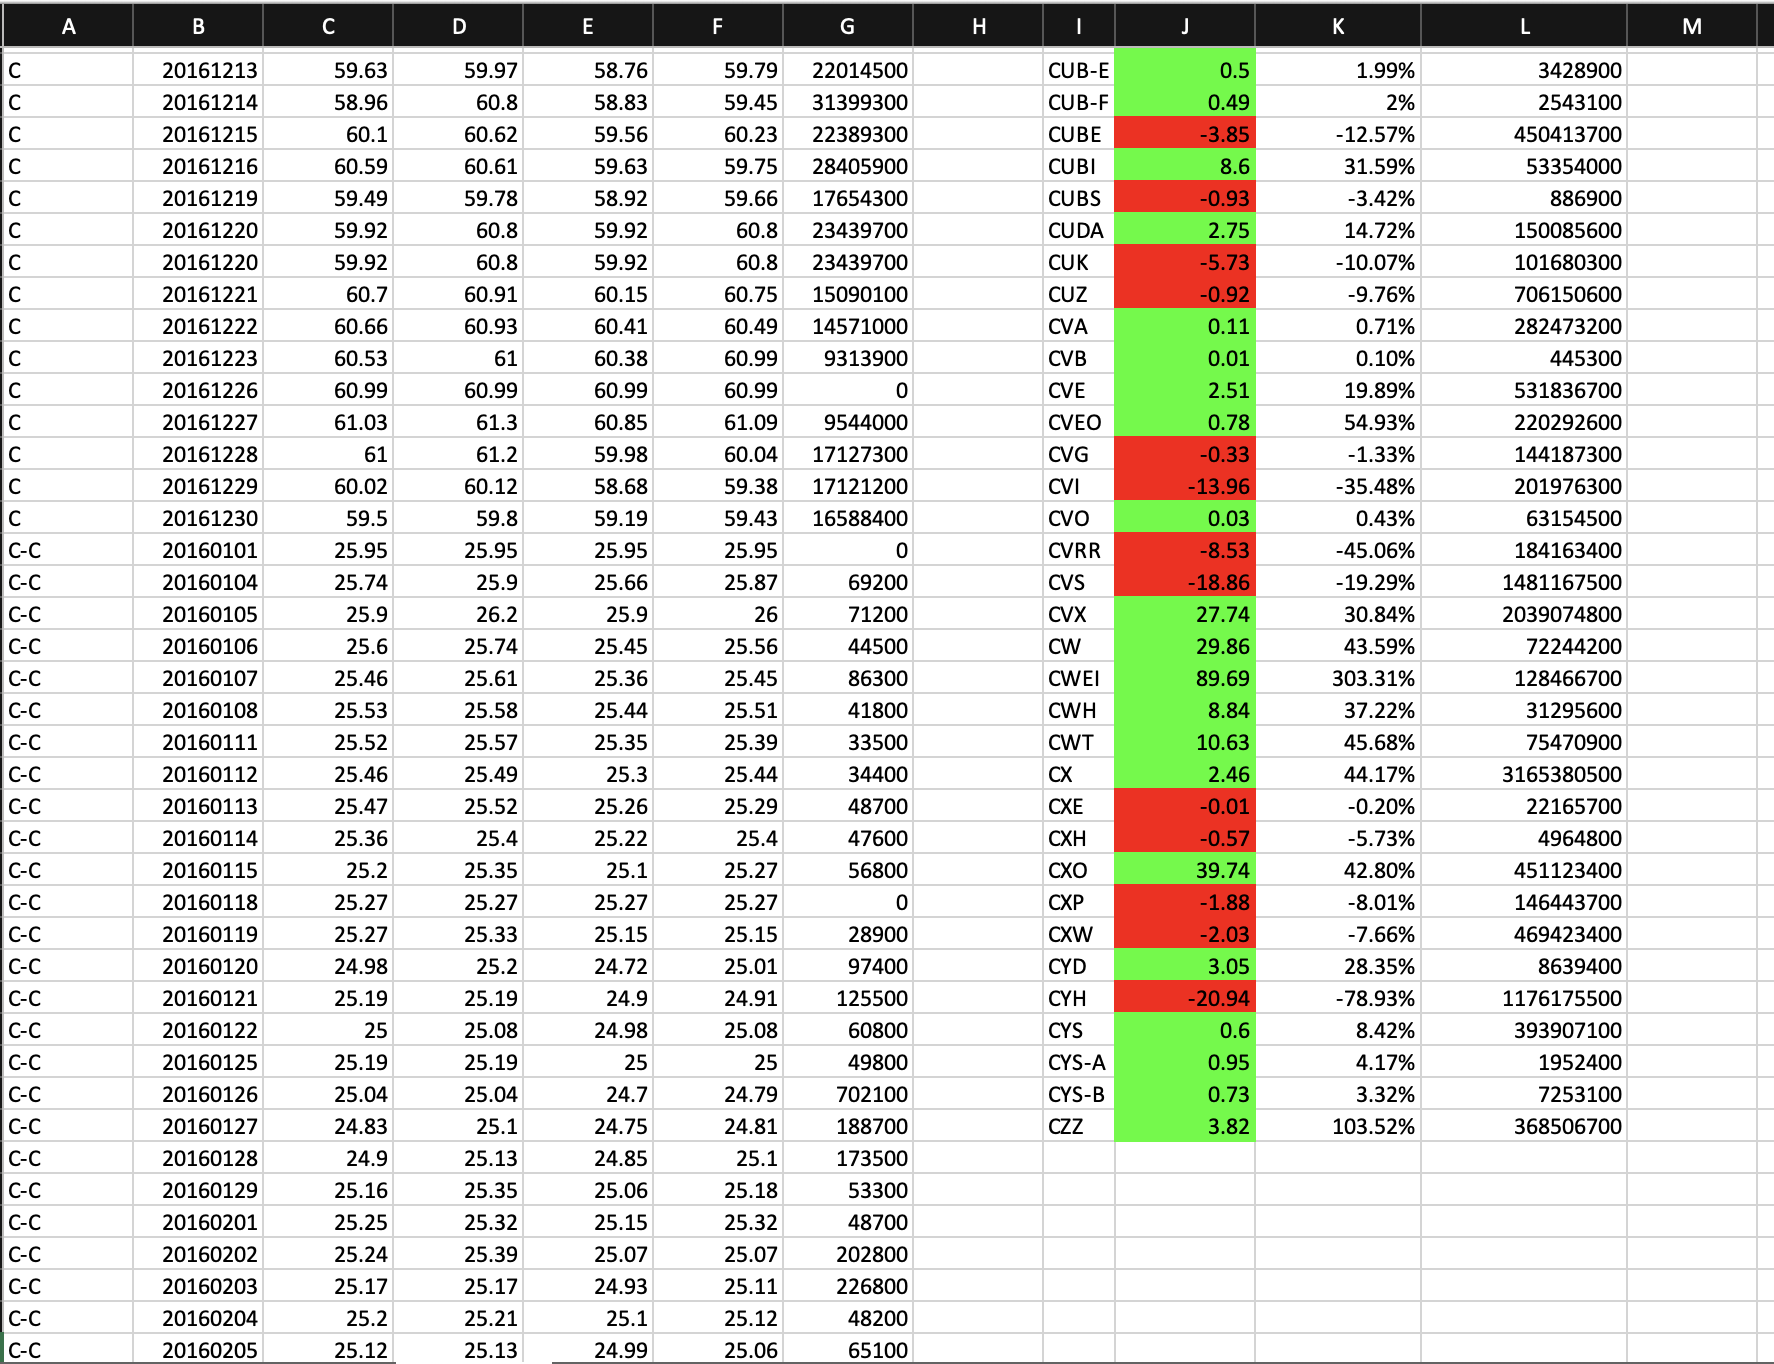 A B C D E F G H I J K L M
C 20161213 59.63 59.97 58.76 59.79 22014500 CUB-E 0.5 1.99% 3428900
C 20161214 58.96 60.8 58.83 59.45 31399300 CUB-F 0.49 2% 2543100
C 20161215 60.1 60.62 59.56 60.23 22389300 CUBE -3.85 -12.57% 450413700
C 20161216 60.59 60.61 59.63 59.75 28405900 CUBI 8.6 31.59% 53354000
C 20161219 59.49 59.78 58.92 59.66 17654300 CUBS -0.93 -3.42% 886900
C 20161220 59.92 60.8 59.92 60.8 23439700 CUDA 2.75 14.72% 150085600
C 20161220 59.92 60.8 59.92 60.8 23439700 CUK -5.73 -10.07% 101680300
C 20161221 60.7 60.91 60.15 60.75 15090100 CUZ -0.92 -9.76% 706150600
C 20161222 60.66 60.93 60.41 60.49 14571000 CVA 0.11 0.71% 282473200
C 20161223 60.53 61 60.38 60.99 9313900 CVB 0.01 0.10% 445300
C 20161226 60.99 60.99 60.99 60.99 0 CVE 2.51 19.89% 531836700
C 20161227 61.03 61.3 60.85 61.09 9544000 CVEO 0.78 54.93% 220292600
C 20161228 61 61.2 59.98 60.04 17127300 CVG -0.33 -1.33% 144187300
C 20161229 60.02 60.12 58.68 59.38 17121200 CVI -13.96 -35.48% 201976300
C 20161230 59.5 59.8 59.19 59.43 16588400 CVO 0.03 0.43% 63154500
C-C 20160101 25.95 25.95 25.95 25.95 0 CVRR -8.53 -45.06% 184163400
C-C 20160104 25.74 25.9 25.66 25.87 69200 CVS -18.86 -19.29% 1481167500
C-C 20160105 25.9 26.2 25.9 26 71200 CVX 27.74 30.84% 2039074800
C-C 20160106 25.6 25.74 25.45 25.56 44500 CW 29.86 43.59% 72244200
C-C 20160107 25.46 25.61 25.36 25.45 86300 CWEI 89.69 303.31% 128466700
C-C 20160108 25.53 25.58 25.44 25.51 41800 CWH 8.84 37.22% 31295600
C-C 20160111 25.52 25.57 25.35 25.39 33500 CWT 10.63 45.68% 75470900
C-C 20160112 25.46 25.49 25.3 25.44 34400 CX 2.46 44.17% 3165380500
C-C 20160113 25.47 25.52 25.26 25.29 48700 CXE -0.01 -0.20% 22165700
C-C 20160114 25.36 25.4 25.22 25.4 47600 CXH -0.57 -5.73% 4964800
C-C 20160115 25.2 25.35 25.1 25.27 56800 CXO 39.74 42.80% 451123400
C-C 20160118 25.27 25.27 25.27 25.27 0 CXP -1.88 -8.01% 146443700
C-C 20160119 25.27 25.33 25.15 25.15 28900 CXW -2.03 -7.66% 469423400
C-C 20160120 24.98 25.2 24.72 25.01 97400 CYD 3.05 28.35% 8639400
C-C 20160121 25.19 25.19 24.9 24.91 125500 CYH -20.94 -78.93% 1176175500
C-C 20160122 25 25.08 24.98 25.08 60800 CYS 0.6 8.42% 393907100
C-C 20160125 25.19 25.19 25 25 49800 CYS-A 0.95 4.17% 1952400
C-C 20160126 25.04 25.04 24.7 24.79 702100 CYS-B 0.73 3.32% 7253100
C-C 20160127 24.83 25.1 24.75 24.81 188700 CZZ 3.82 103.52% 368506700
C-C 20160128 24.9 25.13 24.85 25.1 173500
C-C 20160129 25.16 25.35 25.06 25.18 53300
C-C 20160201 25.25 25.32 25.15 25.32 48700
C-C 20160202 25.24 25.39 25.07 25.07 202800
C-C 20160203 25.17 25.17 24.93 25.11 226800
C-C 20160204 25.2 25.21 25.1 25.12 48200
C-C 20160205 25.12 25.13 24.99 25.06 65100